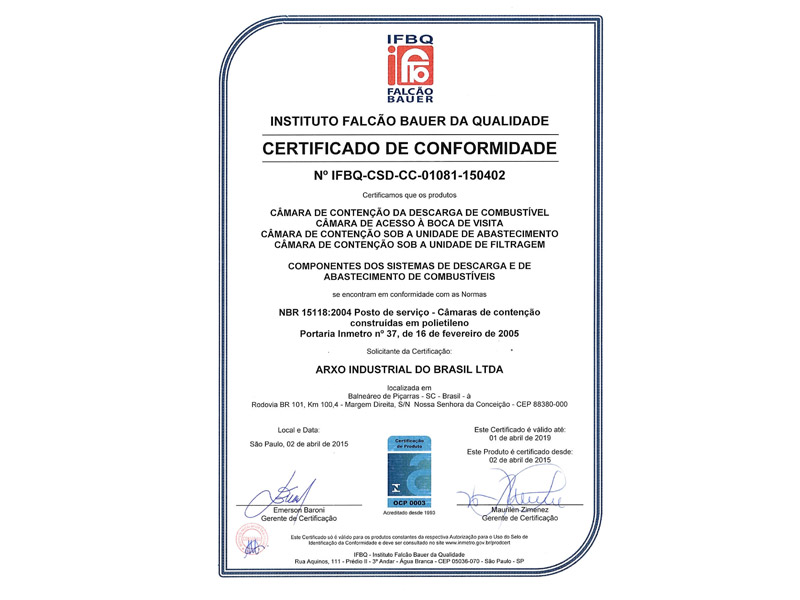 IFBQ
FALCÃO
BAUER
INSTITUTO FALCÃO BAUER DA QUALIDADE
CERTIFICADO DE CONFORMIDADE
Nº IFBQ-CSD-CC-01081-150402
Certificamos que os produtos
CÂMARA DE CONTENÇÃO DA DESCARGA DE COMBUSTÍVEL
CÂMARA DE ACESSO À BOCA DE VISITA
CÂMARA DE CONTENÇÃO SOB A UNIDADE DE ABASTECIMENTO
CÂMARA DE CONTENÇÃO SOB A UNIDADE DE FILTRAGEM
COMPONENTES DOS SISTEMAS DE DESCARGA E DE
ABASTECIMENTO DE COMBUSTÍVEIS
se encontram em conformidade com as Normas
NBR 15118:2004 Posto de serviço - Câmaras de contenção
construídas em polietileno
Portaria Inmetro nº 37, de 16 de fevereiro de 2005
Solicitante da Certificação:
ARXO INDUSTRIAL DO BRASIL LTDA
localizada em
Balneáreo de Piçarras - SC - Brasil - à
Rodovia BR 101, Km 100,4 - Margem Direita, S/N Nossa Senhora da Conceição - CEP 88380-000
Local e Data:
São Paulo, 02 de abril de 2015
Este Certificado é válido até:
01 de abril de 2019
Este Produto é certificado desde:
02 de abril de 2015
Certificação
de Produto
OCP 0003
Acreditado desde 1993
Emerson Baroni
Gerente de Certificação
Maurilen Zimenez
Gerente de Certificação
Este Certificado só é válido para os produtos constantes da respectiva Autorização para o Uso do Selo de
Identificação da Conformidade e deve ser consultado no site www.inmetro.gov.br/prodcert
IFBQ - Instituto Falcão Bauer da Qualidade
Rua Aquinos, 111 - Prédio II - 3º Andar - Água Branca - CEP 05036-070 - São Paulo - SP